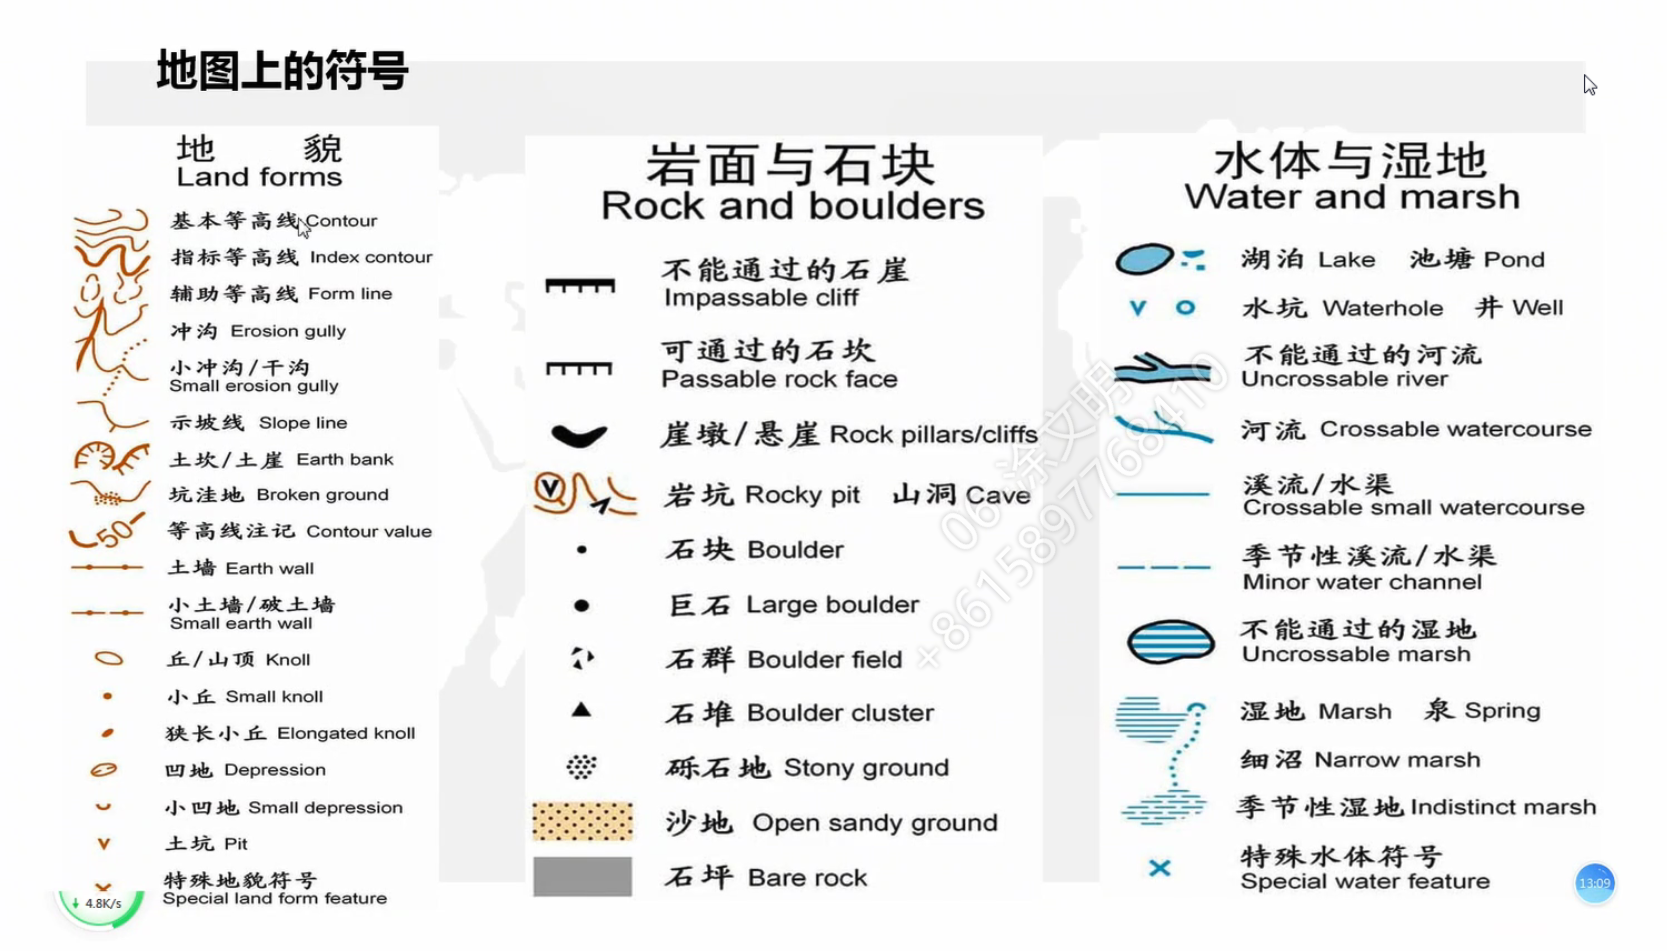 地图上的符号
地 貌
Land forms
基本等高线 Contour
指标等高线 Index contour
辅助等高线 Form line
冲沟 Erosion gully
小冲沟/干沟
Small erosion gully
示坡线 Slope line
土坎/土崖 Earth bank
坑洼地 Broken ground
50
等高线注记 Contour value
土墙 Earth wall
小土墙/破土墙
Small earth wall
丘/山顶 Knoll
小丘 Small knoll
狭长小丘 Elongated knoll
凹地 Depression
小凹地 Small depression
土坑 Pit
特殊地貌符号
Special land form feature
4.8K/s
岩面与石块
Rock and boulders
不能通过的石崖
Impassable cliff
可通过的石坎
Passable rock face
崖墩/悬崖 Rock pillars/cliffs
岩坑 Rocky pit 山洞 Cave
石块 Boulder
巨石 Large boulder
石群 Boulder field
石堆 Boulder cluster
砾石地 Stony ground
沙地 Open sandy ground
石坪 Bare rock
06 涂文明
+8615897768410
水体与湿地
Water and marsh
湖泊 Lake 池塘 Pond
水坑 Waterhole 井 Well
不能通过的河流
Uncrossable river
河流 Crossable watercourse
溪流/水渠
Crossable small watercourse
季节性溪流/水渠
Minor water channel
不能通过的湿地
Uncrossable marsh
湿地 Marsh 泉 Spring
细沼 Narrow marsh
季节性湿地 Indistinct marsh
特殊水体符号
Special water feature
13:09